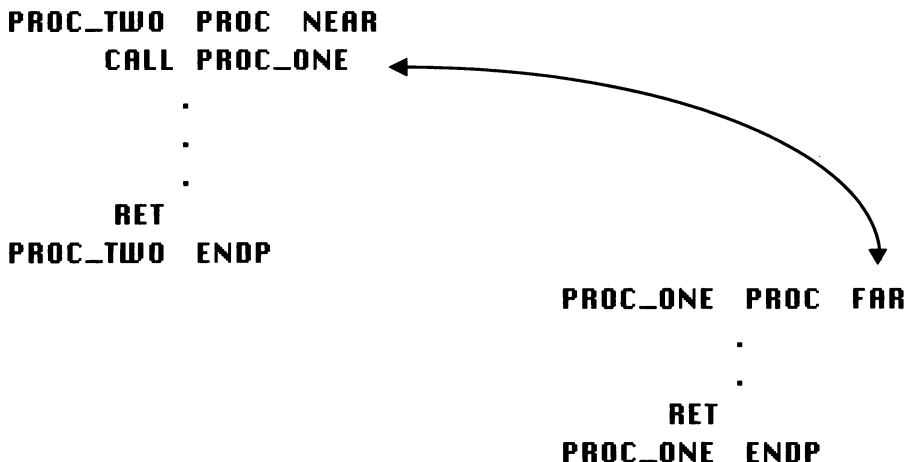 PROC_TWO PROC NEAR
CALL PROC_ONE
.
.
.
RET
PROC_TWO ENDP
PROC_ONE PROC FAR
.
.
RET
PROC_ONE ENDP